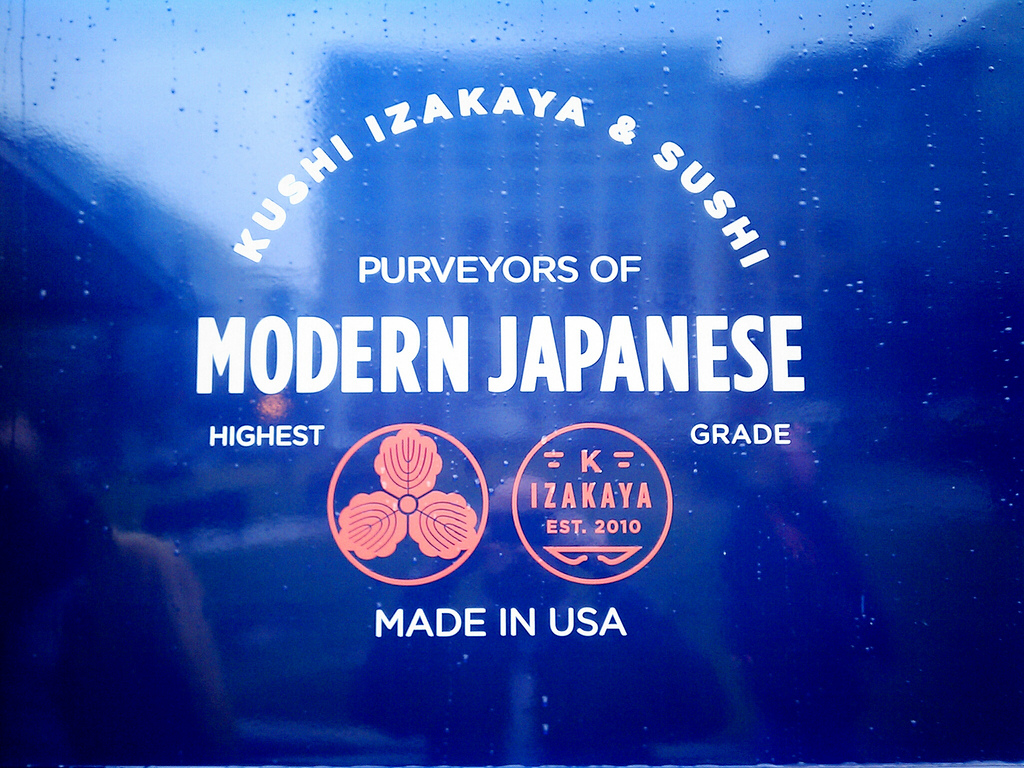 KUSHI IZAKAYA & SUSHI
PURVEYORS OF
MODERN JAPANESE
HIGHEST GRADE
K
IZAKAYA
EST. 2010
MADE IN USA